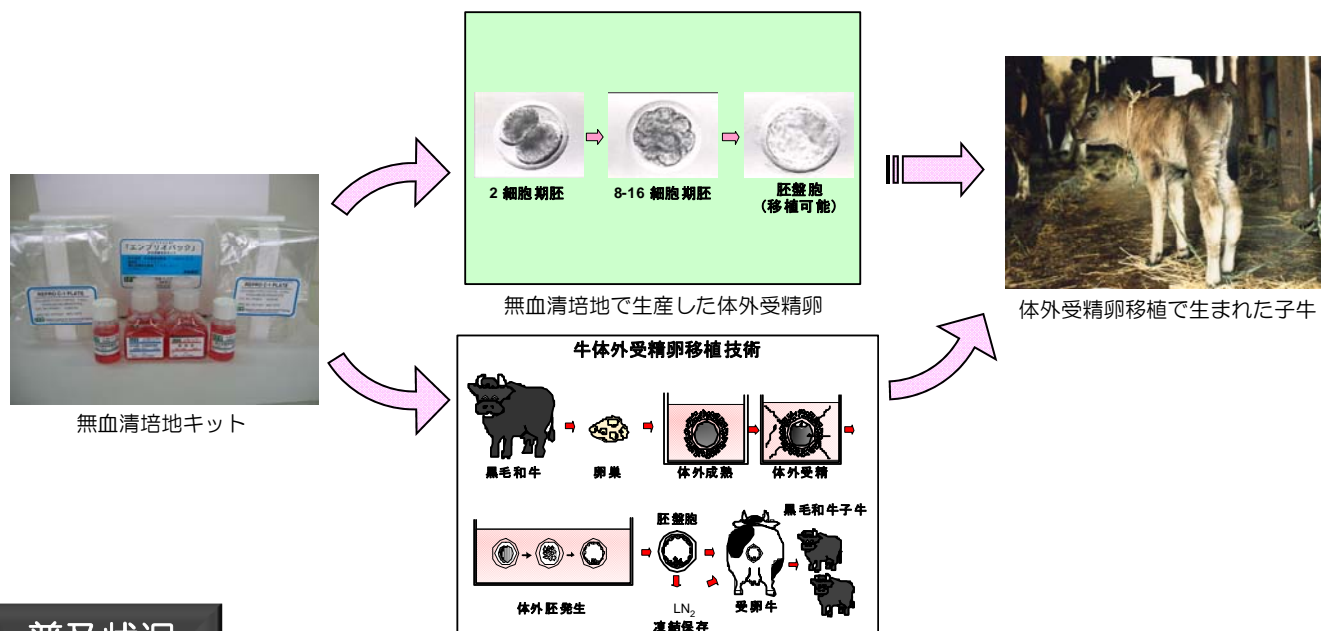 「エンブリオパック」
無血清培地キット
2 細胞期胚
8-16 細胞期胚
胚盤胞
(移植可能)
無血清培地で生産した体外受精卵
体外受精卵移植で生まれた子牛
牛体外受精卵移植技術
黒毛和牛
卵巣
体外成熟
体外受精
体外胚発生
胚盤胞
LN2
凍結保存
受卵牛
黒毛和牛子牛
普及状況